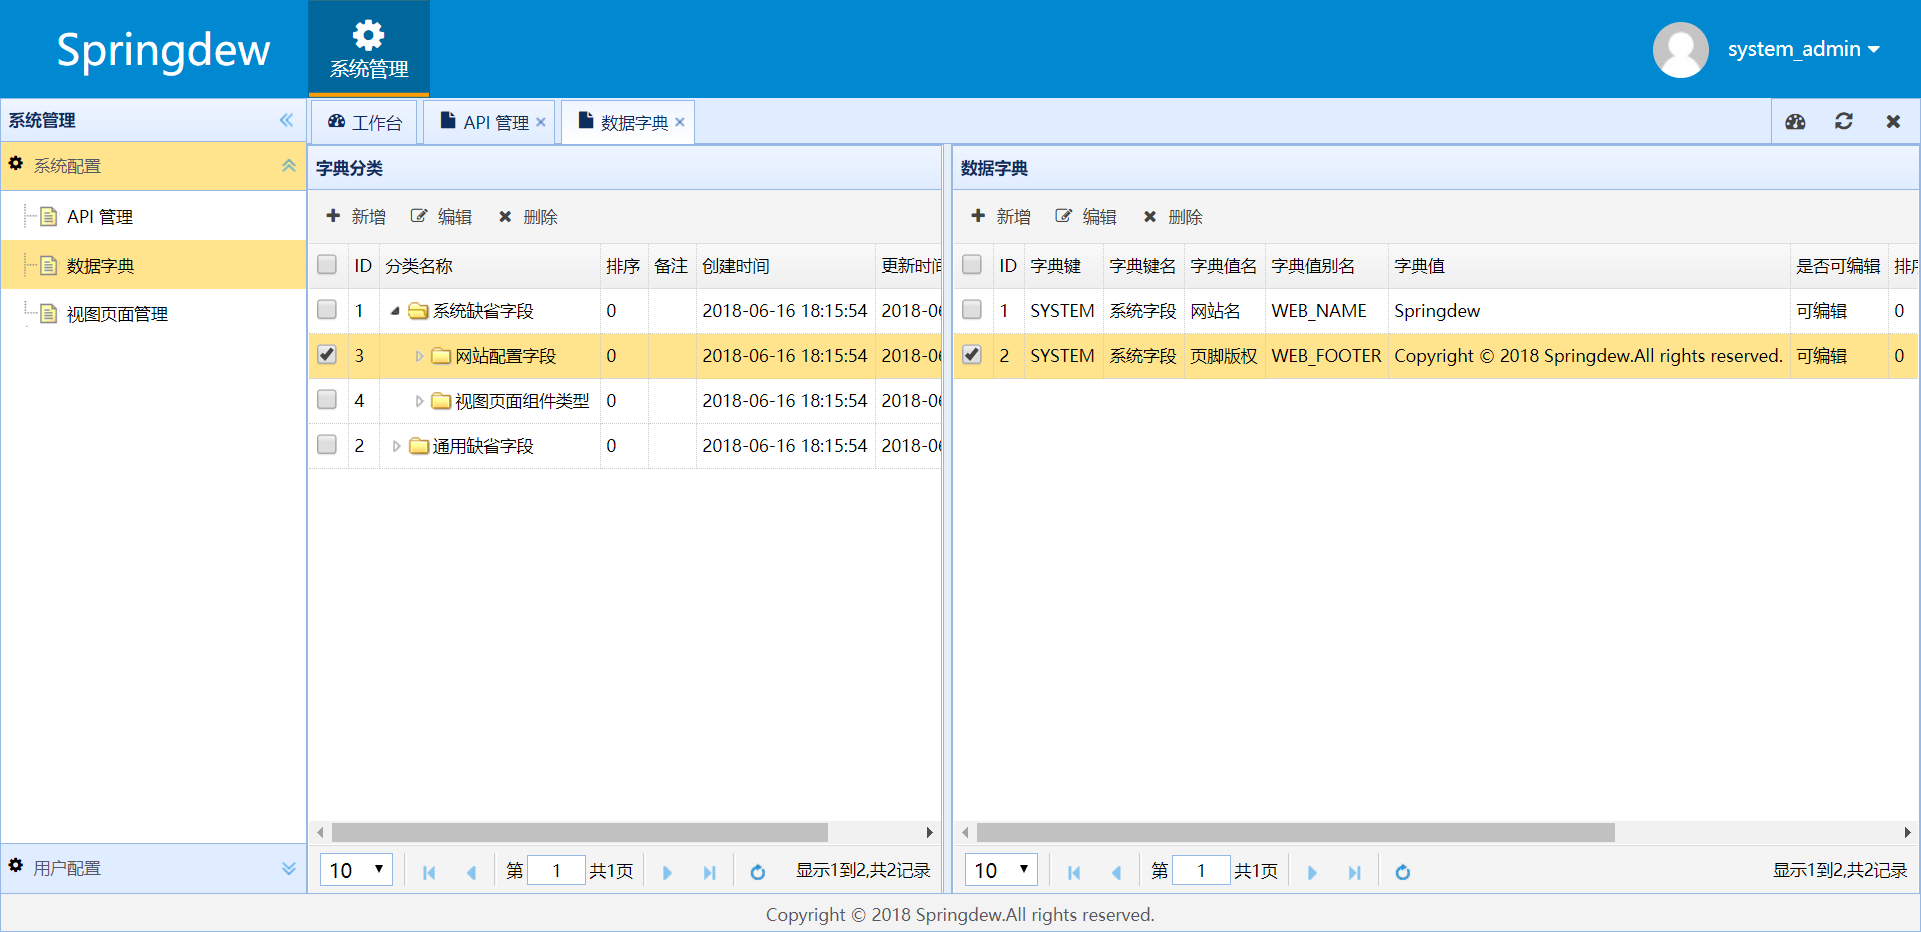 Springdew
系统管理
system_admin
系统管理
工作台
API 管理
数据字典
系统配置
API 管理
数据字典
视图页面管理
用户配置
字典分类
新增 编辑 删除
ID 分类名称 排序 备注 创建时间 更新时间
1 系统缺省字段 0 2018-06-16 18:15:54 2018-06
3 网站配置字段 0 2018-06-16 18:15:54 2018-06
4 视图页面组件类型 0 2018-06-16 18:15:54 2018-06
2 通用缺省字段 0 2018-06-16 18:15:54 2018-06
10 第 1 共1页 显示1到2,共2记录
数据字典
新增 编辑 删除
ID 字典键 字典键名 字典值名 字典值别名 字典值 是否可编辑 排序
1 SYSTEM 系统字段 网站名 WEB_NAME Springdew 可编辑 0
2 SYSTEM 系统字段 页脚版权 WEB_FOOTER Copyright © 2018 Springdew.All rights reserved. 可编辑 0
10 第 1 共1页 显示1到2,共2记录
Copyright © 2018 Springdew.All rights reserved.